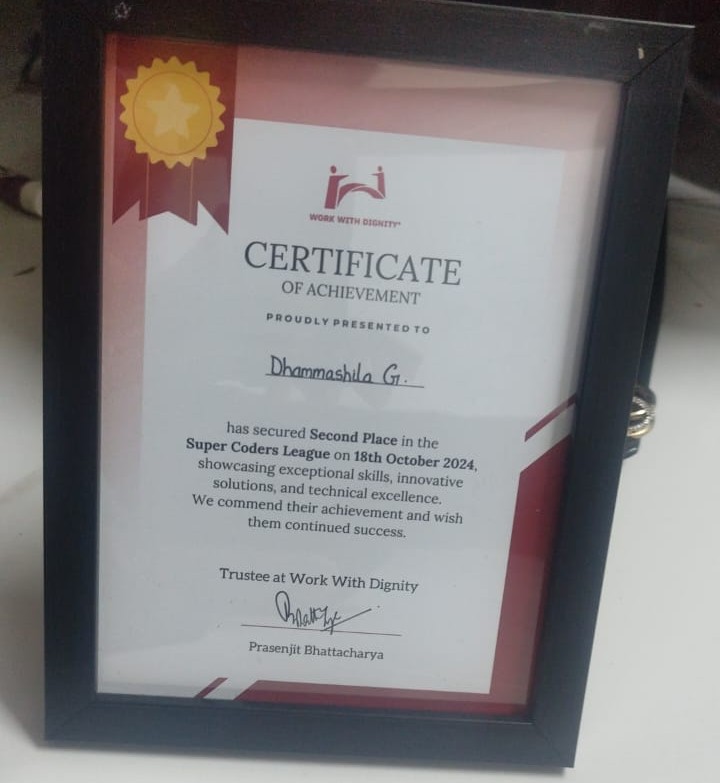 WORK WITH DIGNITY
CERTIFICATE
OF ACHIEVEMENT
PROUDLY PRESENTED TO
Dhammashila G.
has secured Second Place in the
Super Coders League on 18th October 2024,
showcasing exceptional skills, innovative
solutions, and technical excellence.
We commend their achievement and wish
them continued success.
Trustee at Work With Dignity
Prasenjit Bhattacharya